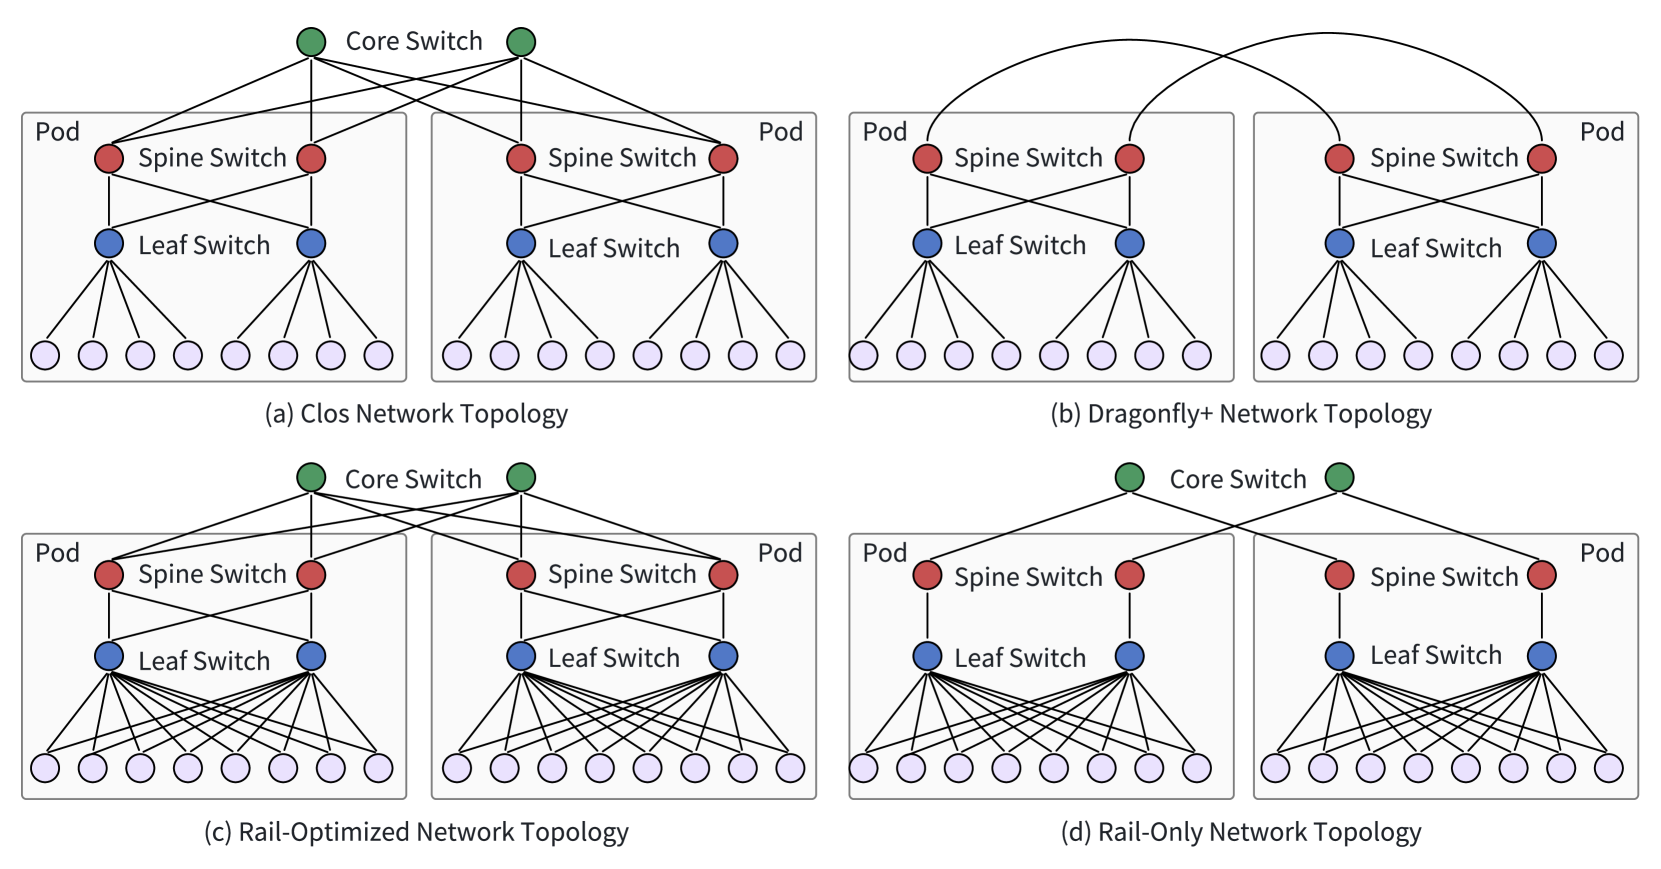 Core Switch
Pod
Spine Switch
Leaf Switch
Pod
Spine Switch
Leaf Switch
(a) Clos Network Topology
Pod
Spine Switch
Leaf Switch
Pod
Spine Switch
Leaf Switch
(b) Dragonfly+ Network Topology
Core Switch
Pod
Spine Switch
Leaf Switch
Pod
Spine Switch
Leaf Switch
(c) Rail-Optimized Network Topology
Core Switch
Pod
Spine Switch
Leaf Switch
Pod
Spine Switch
Leaf Switch
(d) Rail-Only Network Topology